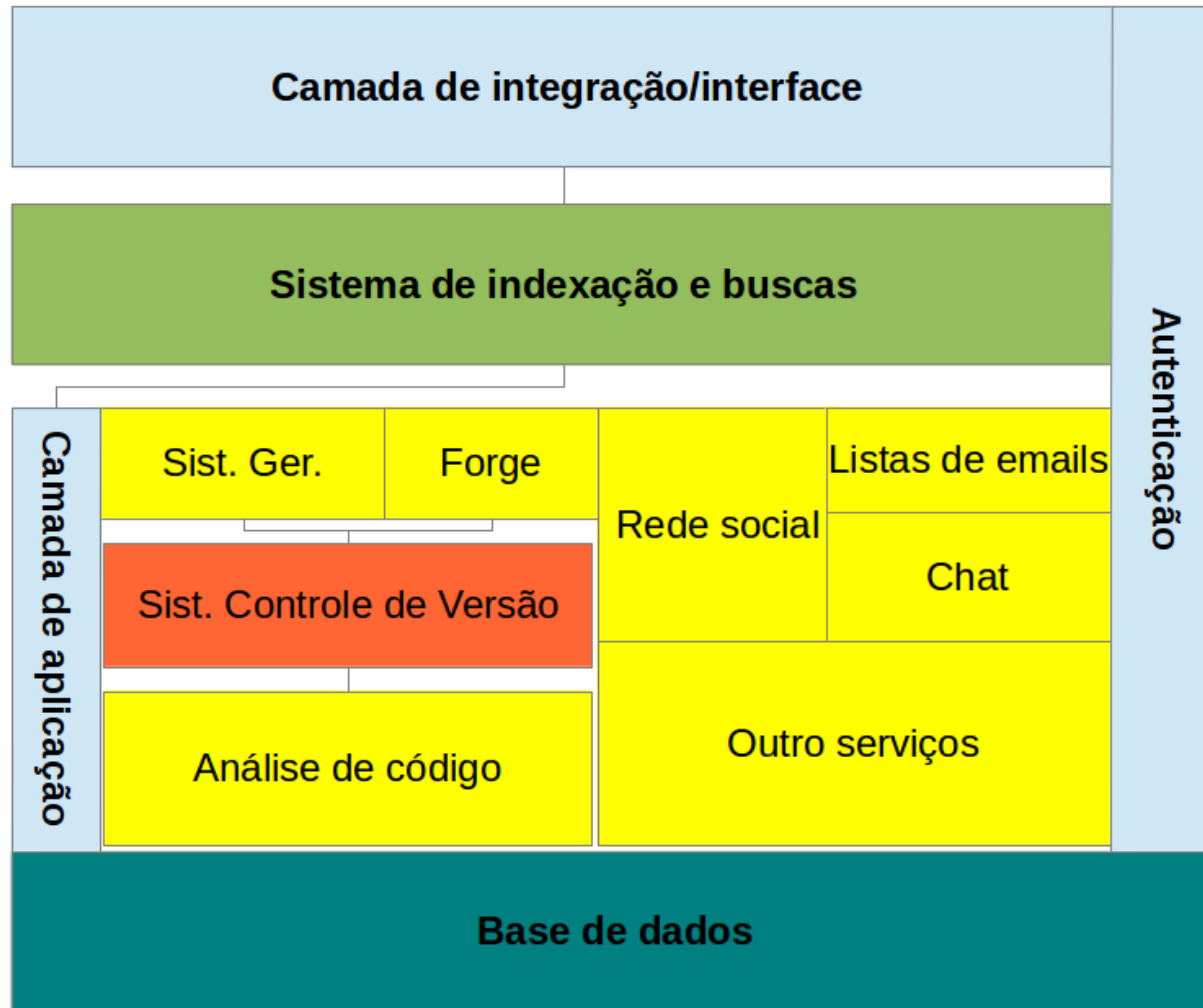 Camada de integração/interface
Sistema de indexação e buscas
Autenticação
Camada de aplicação
Sist. Ger.
Forge
Rede social
Listas de emails
Chat
Sist. Controle de Versão
Análise de código
Outro serviços
Base de dados